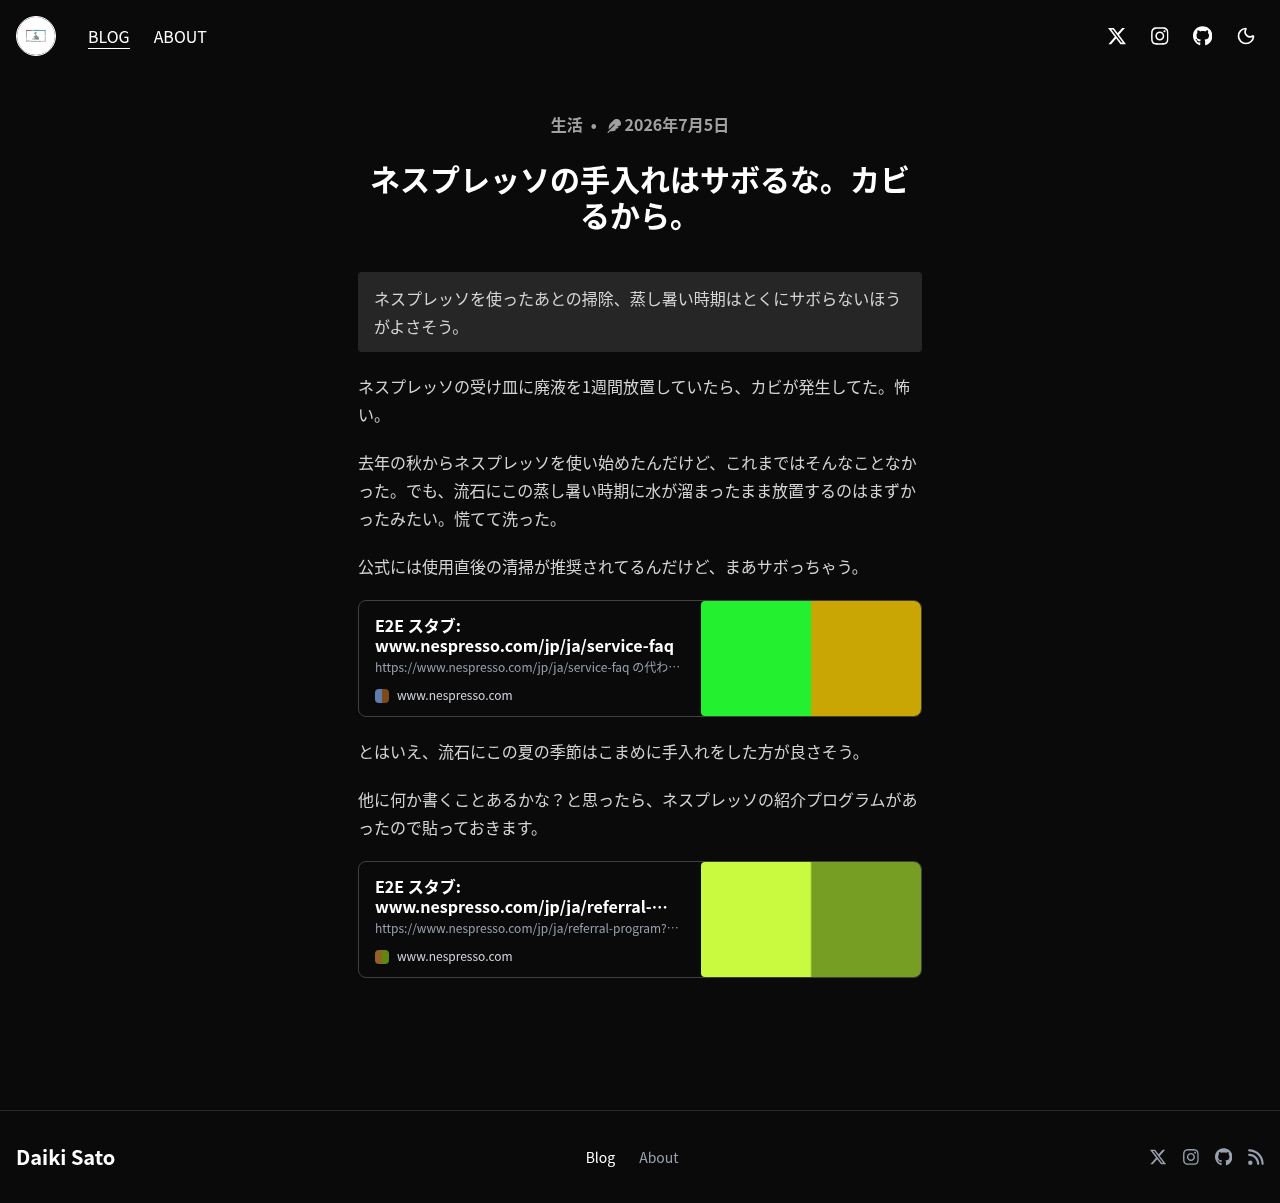 BLOG ABOUT
生活 • 2026年7月5日
ネスプレッソの手入れはサボるな。カビ
るから。
ネスプレッソを使ったあとの掃除、蒸し暑い時期はとくにサボらないほう
がよさそう。
ネスプレッソの受け皿に廃液を1週間放置していたら、カビが発生してた。怖
い。
去年の秋からネスプレッソを使い始めたんだけど、これまではそんなことなか
った。でも、流石にこの蒸し暑い時期に水が溜まったまま放置するのはまずか
ったみたい。慌てて洗った。
公式には使用直後の清掃が推奨されてるんだけど、まあサボっちゃう。
E2E スタブ:
www.nespresso.com/jp/ja/service-faq
https://www.nespresso.com/jp/ja/service-faq の代わ…
www.nespresso.com
とはいえ、流石にこの夏の季節はこまめに手入れをした方が良さそう。
他に何か書くことあるかな？と思ったら、ネスプレッソの紹介プログラムがあ
ったので貼っておきます。
E2E スタブ:
www.nespresso.com/jp/ja/referral-…
https://www.nespresso.com/jp/ja/referral-program?…
www.nespresso.com
Daiki Sato
Blog About